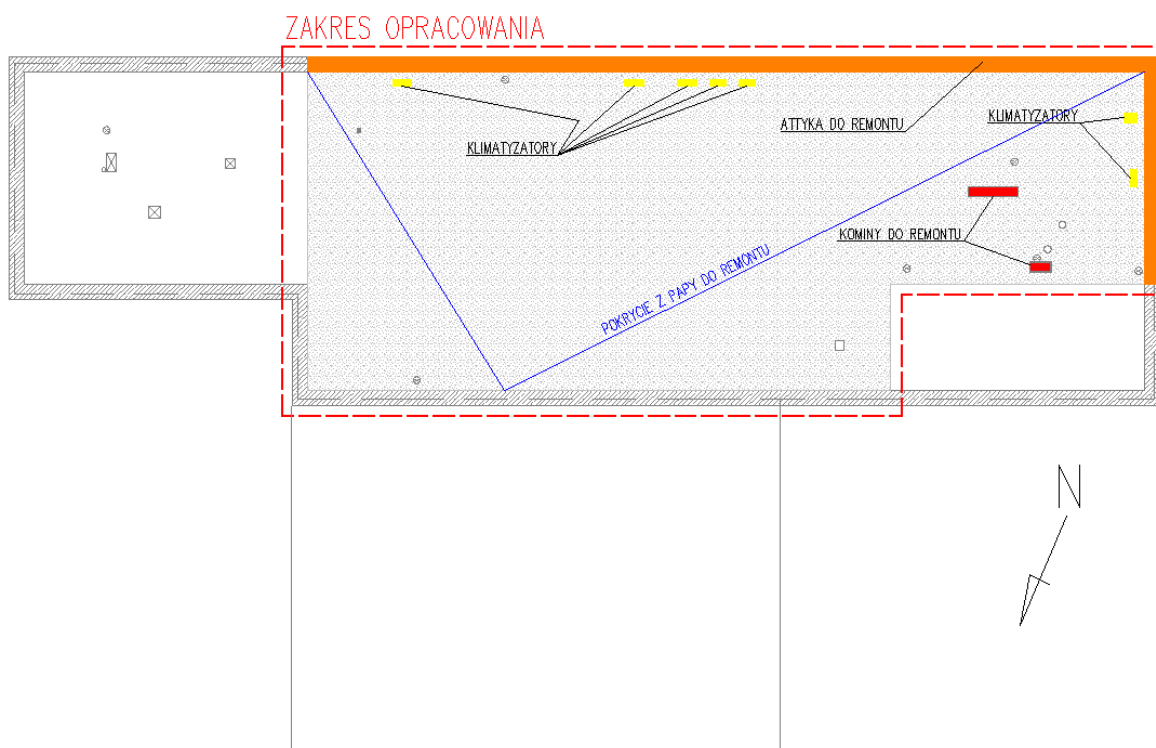 ZAKRES OPRACOWANIA
ATTYKA DO REMONTU
KLIMATYZATORY
KLIMATYZATORY
KOMINY DO REMONTU
POKRYCIE Z PAPY DO REMONTU
N